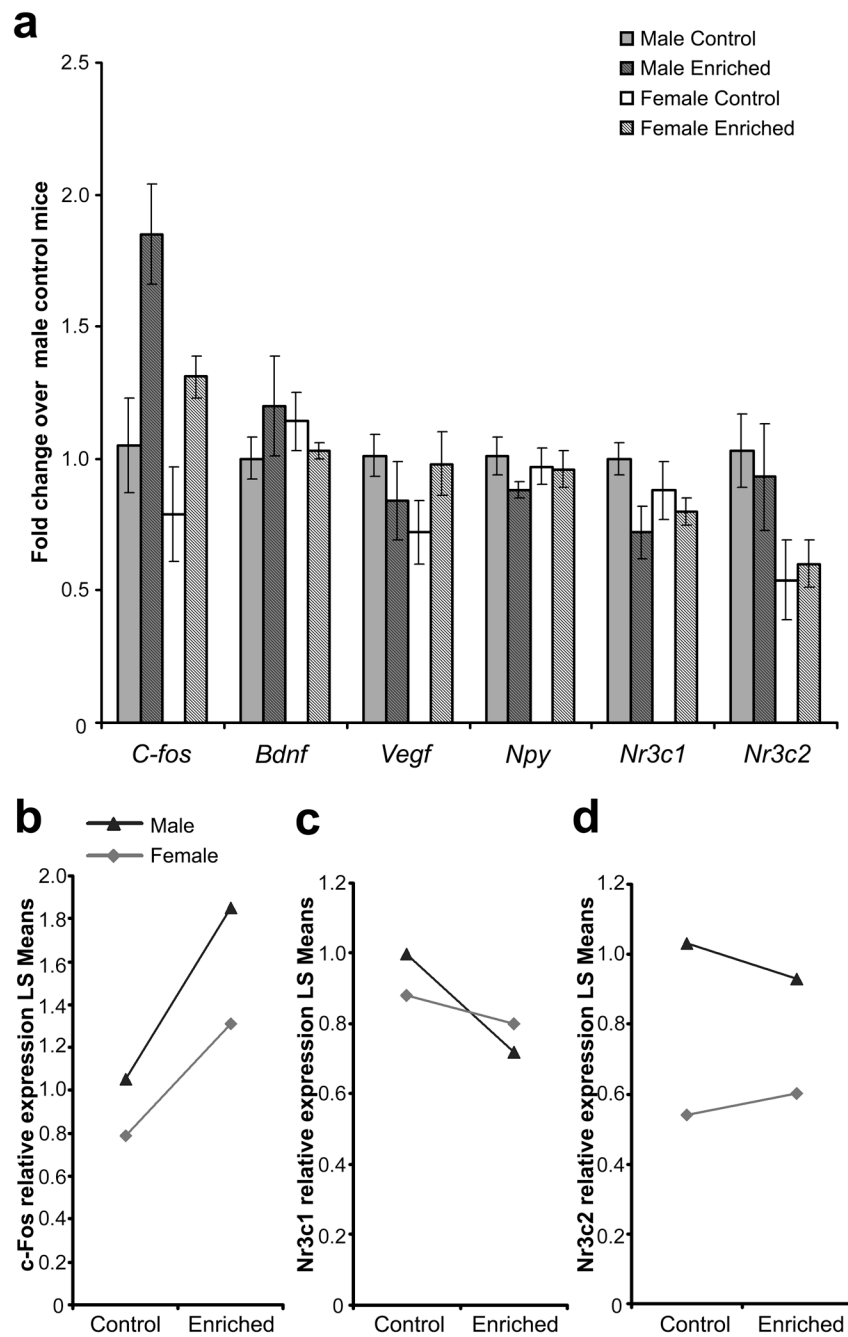 a
Male Control
Male Enriched
Female Control
Female Enriched
Fold change over male control mice
2.5
2.0
1.5
1.0
0.5
0
C-fos Bdnf Vegf Npy Nr3c1 Nr3c2
b
Male
Female
c-Fos relative expression LS Means
2.0
1.8
1.6
1.4
1.2
1.0
0.8
0.6
0.4
0.2
0
Control Enriched
c
Nr3c1 relative expression LS Means
1.2
1.0
0.8
0.6
0.4
0.2
0
Control Enriched
d
Nr3c2 relative expression LS Means
1.2
1.0
0.8
0.6
0.4
0.2
0
Control Enriched